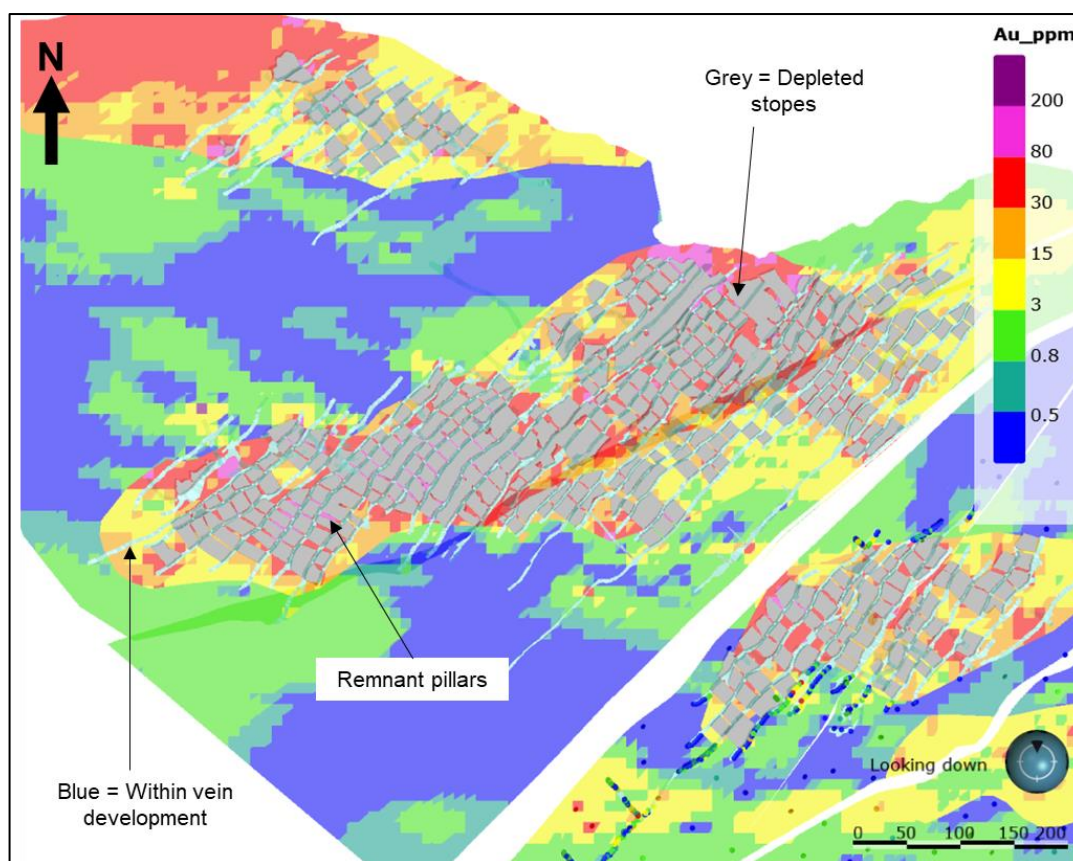 Au_ppm
N
Grey = Depleted
stopes
200
80
30
15
3
0.8
0.5
Remnant pillars
Blue = Within vein
development
Looking down
0 50 100 150 200